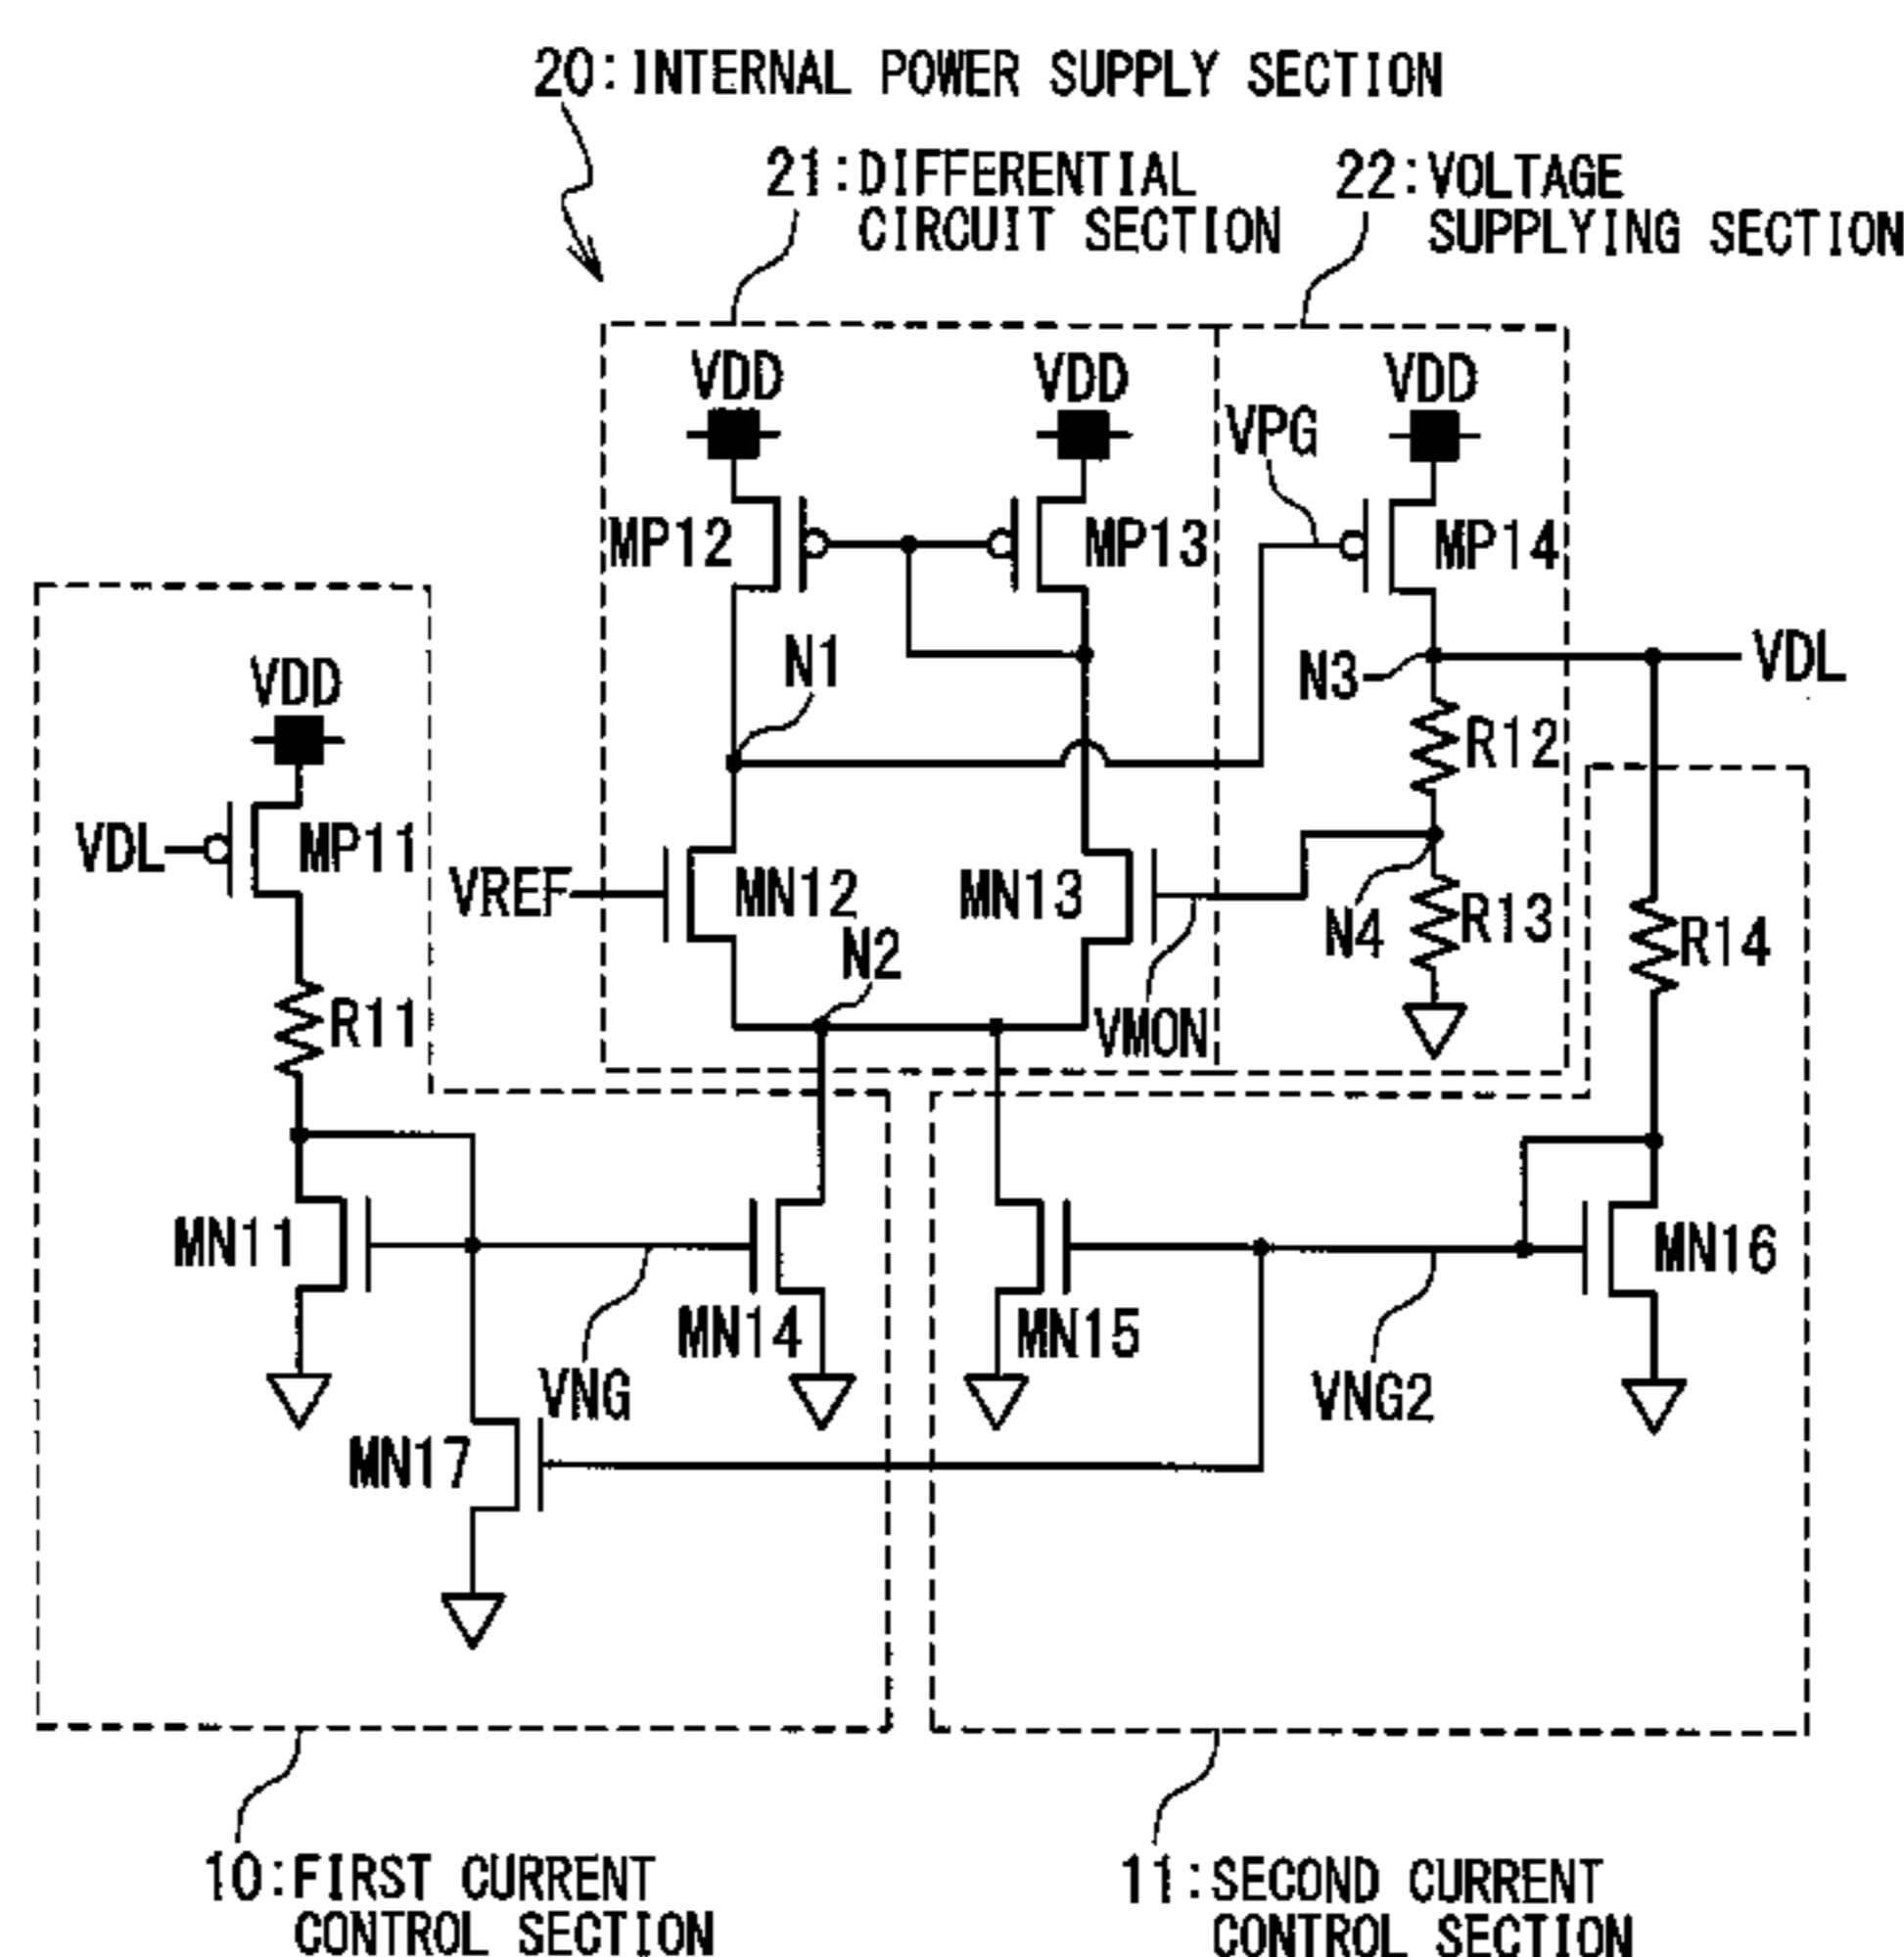 20:INTERNAL POWER SUPPLY SECTION
21:DIFFERENTIAL
CIRCUIT SECTION
22:VOLTAGE
SUPPLYING SECTION
VDD
VDD
VDD
VPG
MP12
MP13
MP14
N1
N3
VDL
VDD
R12
VDL
MP11
VREF
MN12
MN13
N2
N4
R13
R14
R11
VMON
MN11
MN14
MN15
MN16
VNG
VNG2
MN17
10:FIRST CURRENT
CONTROL SECTION
11:SECOND CURRENT
CONTROL SECTION